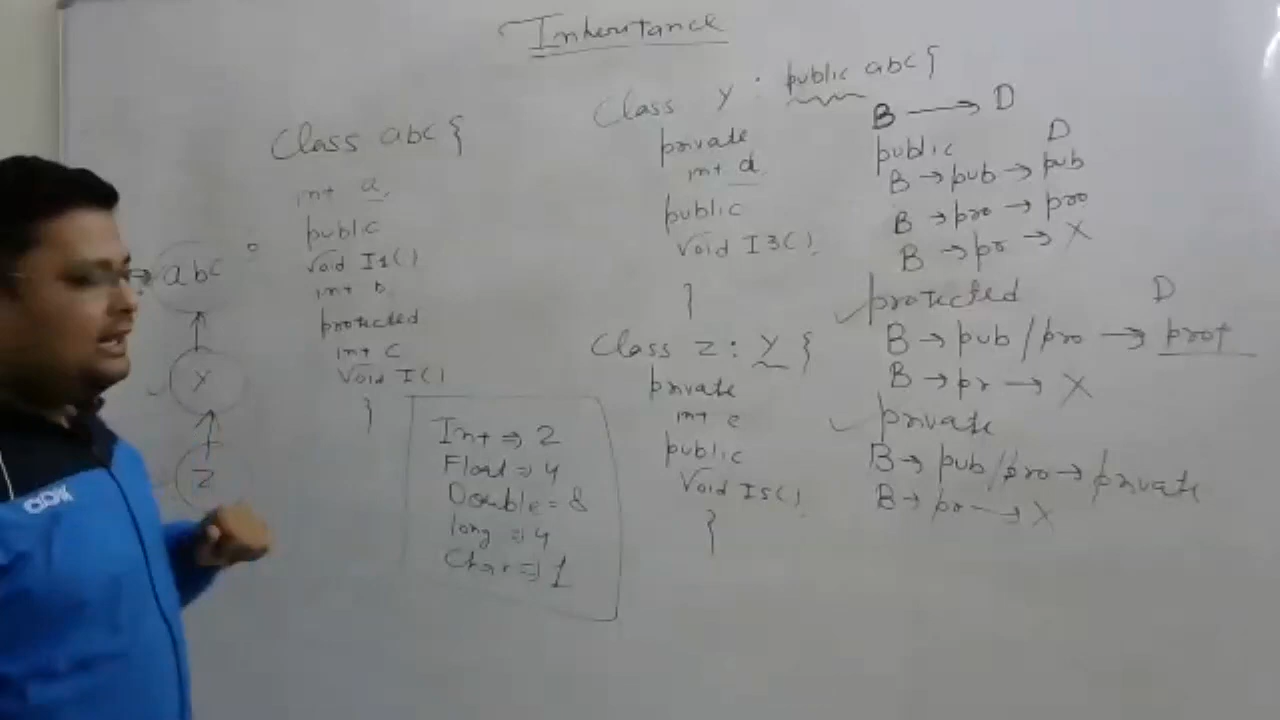 Inheritance
Class abc {
int a,
public
Void I1()
int b
protected
int c
Void I()
}
abc
Y
Z
Int => 2
Float => 4
Double = 8
long => 4
Char => 1
Class Y : public abc {
private
int d
public
Void I3(),
}
Class Z : Y {
private
int e
public
Void I5(),
}
B → D
public D
B → pub → pub
B → pro → pro
B → pr → X
✓ protected D
B → pub / pro → prot
B → pr → X
✓ private
B → pub / pro → private
B → pr → X